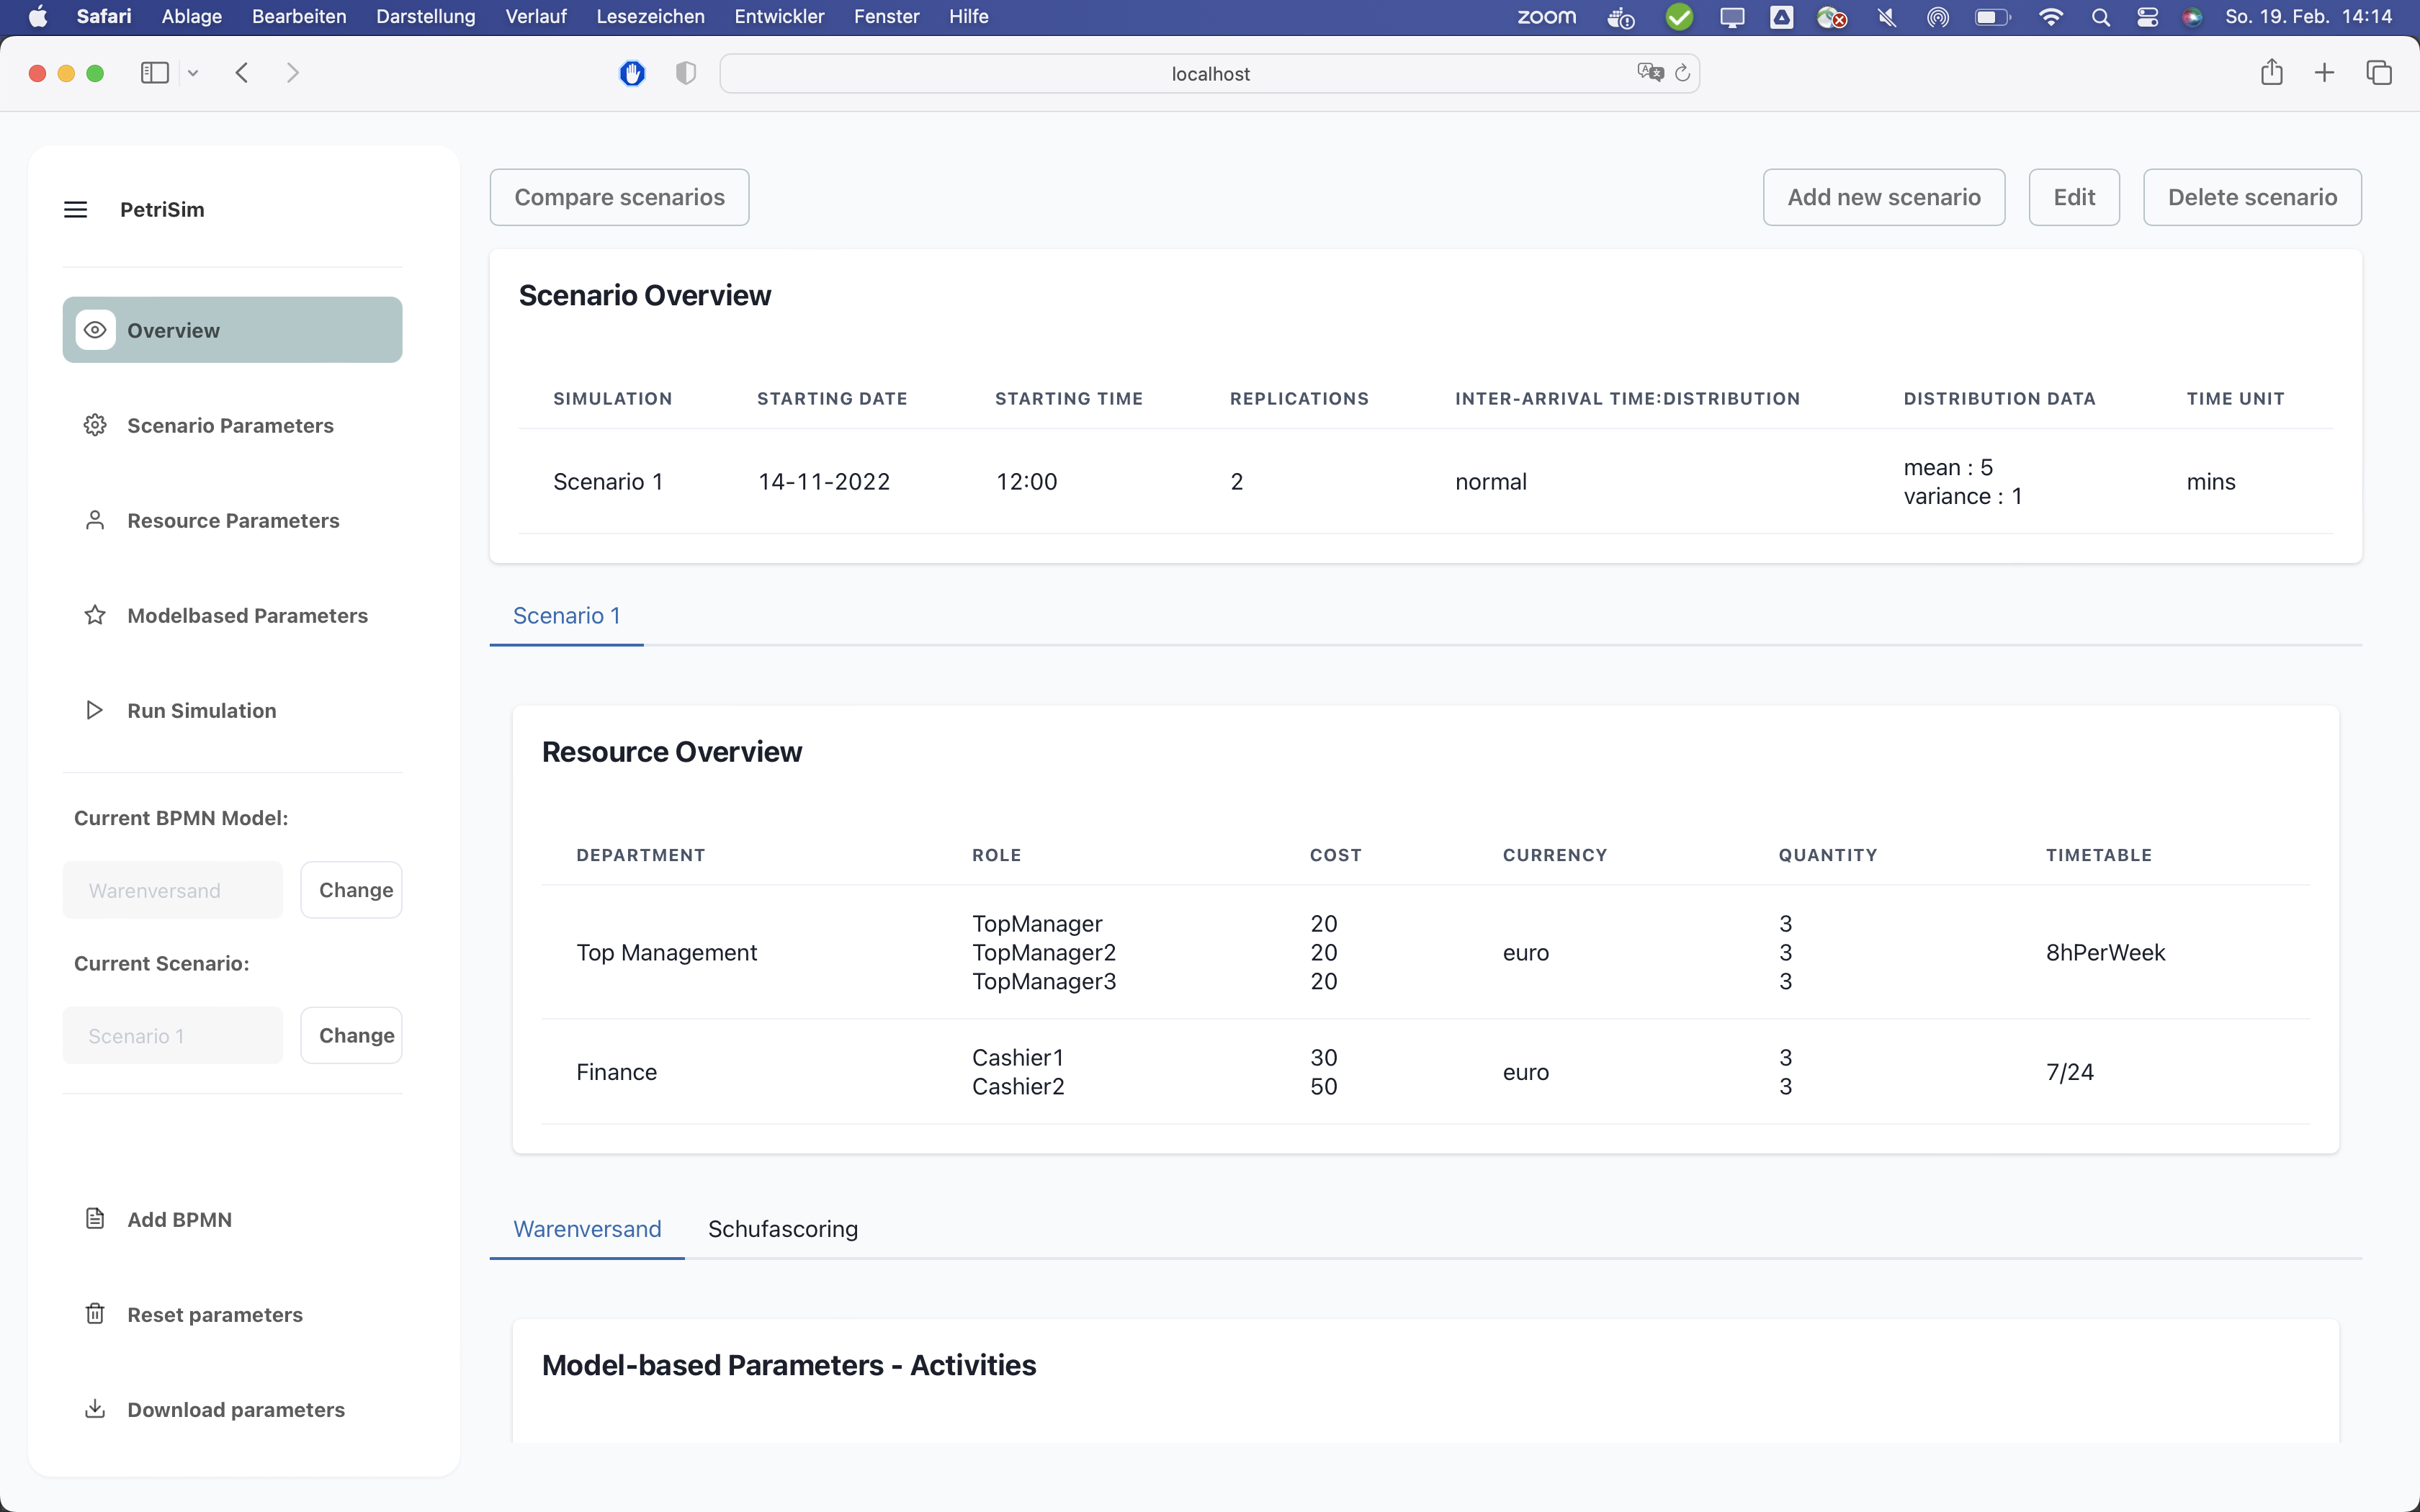 Safari Ablage Bearbeiten Darstellung Verlauf Lesezeichen Entwickler Fenster Hilfe zoom So. 19. Feb. 14:14
localhost
PetriSim
Overview
Scenario Parameters
Resource Parameters
Modelbased Parameters
Run Simulation
Current BPMN Model:
Warenversand Change
Current Scenario:
Scenario 1 Change
Add BPMN
Reset parameters
Download parameters
Compare scenarios Add new scenario Edit Delete scenario
Scenario Overview
SIMULATION STARTING DATE STARTING TIME REPLICATIONS INTER-ARRIVAL TIME:DISTRIBUTION DISTRIBUTION DATA TIME UNIT
Scenario 1 14-11-2022 12:00 2 normal mean : 5 mins
variance : 1
Scenario 1
Resource Overview
DEPARTMENT ROLE COST CURRENCY QUANTITY TIMETABLE
TopManager 20 3
Top Management TopManager2 20 euro 3 8hPerWeek
TopManager3 20 3
Finance Cashier1 30 euro 3 7/24
Cashier2 50 3
Warenversand Schufascoring
Model-based Parameters - Activities